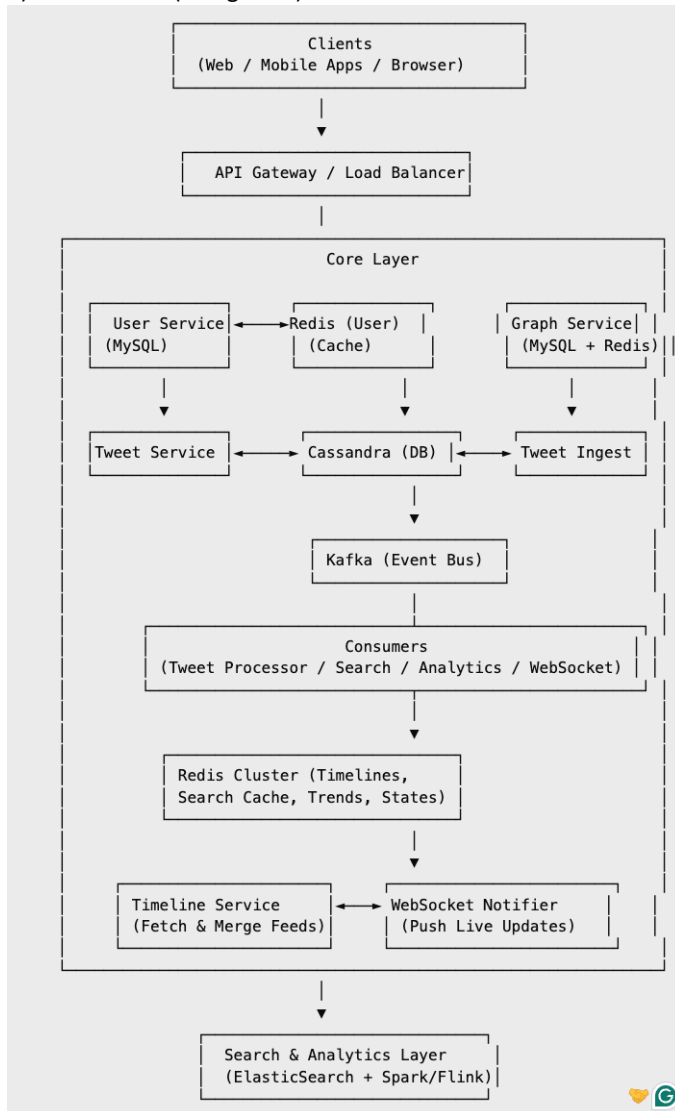 Clients
(Web / Mobile Apps / Browser)
API Gateway / Load Balancer
Core Layer
User Service
(MySQL)
Redis (User)
(Cache)
Graph Service
(MySQL + Redis)
Tweet Service
Cassandra (DB)
Tweet Ingest
Kafka (Event Bus)
Consumers
(Tweet Processor / Search / Analytics / WebSocket)
Redis Cluster (Timelines,
Search Cache, Trends, States)
Timeline Service
(Fetch & Merge Feeds)
WebSocket Notifier
(Push Live Updates)
Search & Analytics Layer
(ElasticSearch + Spark/Flink)